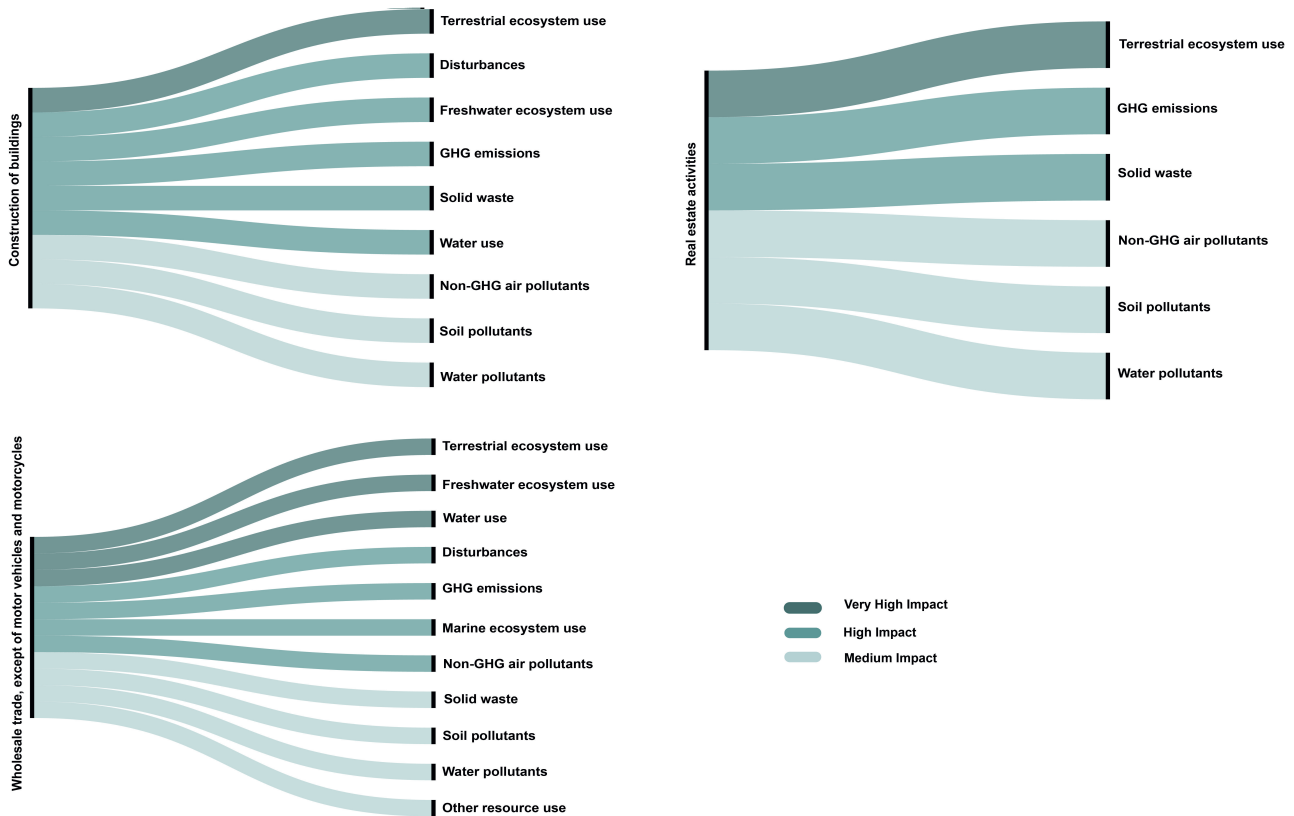 Construction of buildings
Terrestrial ecosystem use
Disturbances
Freshwater ecosystem use
GHG emissions
Solid waste
Water use
Non-GHG air pollutants
Soil pollutants
Water pollutants
Real estate activities
Terrestrial ecosystem use
GHG emissions
Solid waste
Non-GHG air pollutants
Soil pollutants
Water pollutants
Wholesale trade, except of motor vehicles and motorcycles
Terrestrial ecosystem use
Freshwater ecosystem use
Water use
Disturbances
GHG emissions
Marine ecosystem use
Non-GHG air pollutants
Solid waste
Soil pollutants
Water pollutants
Other resource use
Very High Impact
High Impact
Medium Impact